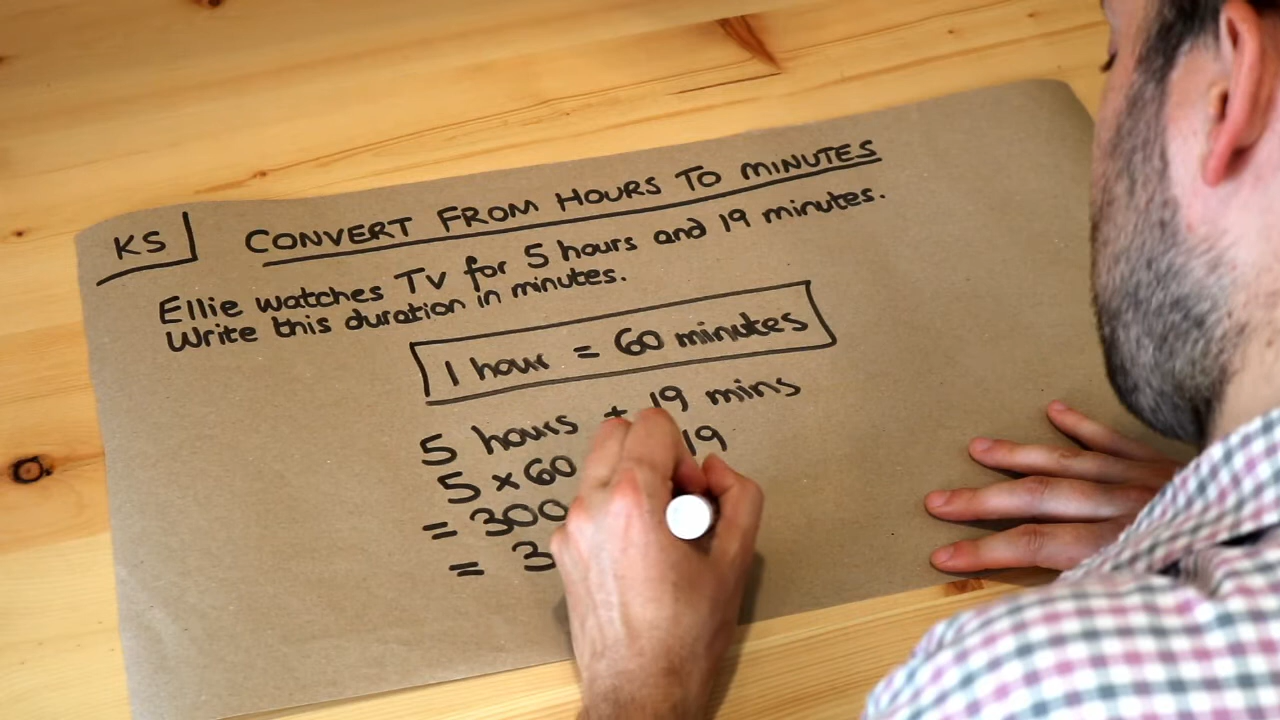 KS
CONVERT FROM HOURS TO MINUTES
Ellie watches TV for 5 hours and 19 minutes.
Write this duration in minutes.
1 hour = 60 minutes
5 hours + 19 mins
5 × 60 19
= 300
= 3